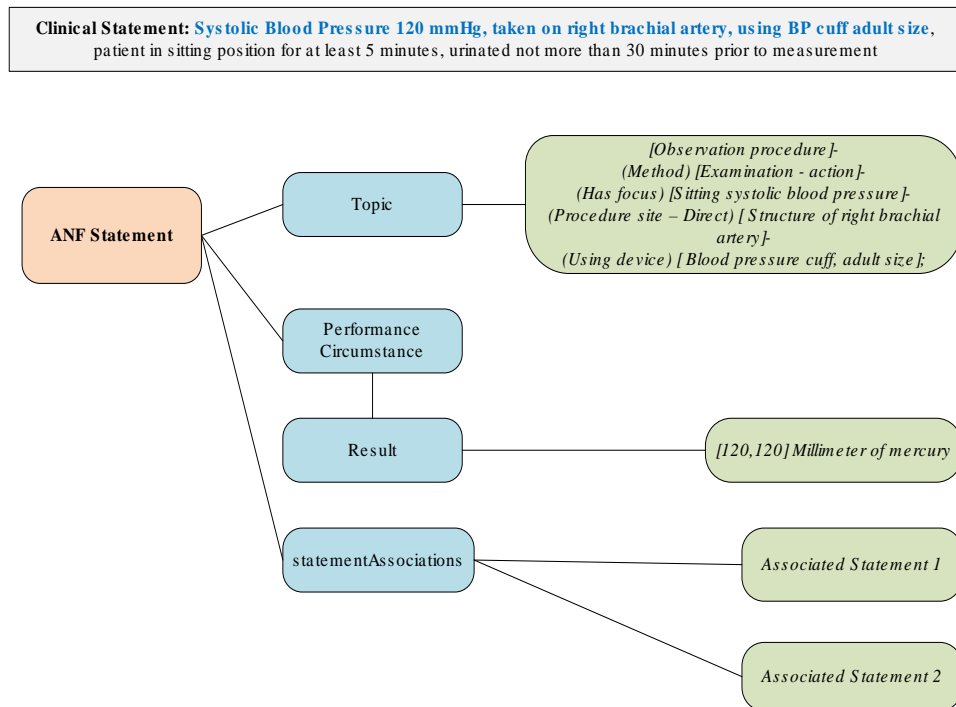 Clinical Statement: Systolic Blood Pressure 120 mmHg, taken on right brachial artery, using BP cuff adult size,
patient in sitting position for at least 5 minutes, urinated not more than 30 minutes prior to measurement
[Observation procedure]-
(Method) [Examination - action]-
(Has focus) [Sitting systolic blood pressure]-
(Procedure site – Direct) [ Structure of right brachial
artery]-
(Using device) [ Blood pressure cuff, adult size];
Topic
ANF Statement
Performance
Circumstance
Result
[120,120] Millimeter of mercury
statementAssociations
Associated Statement 1
Associated Statement 2